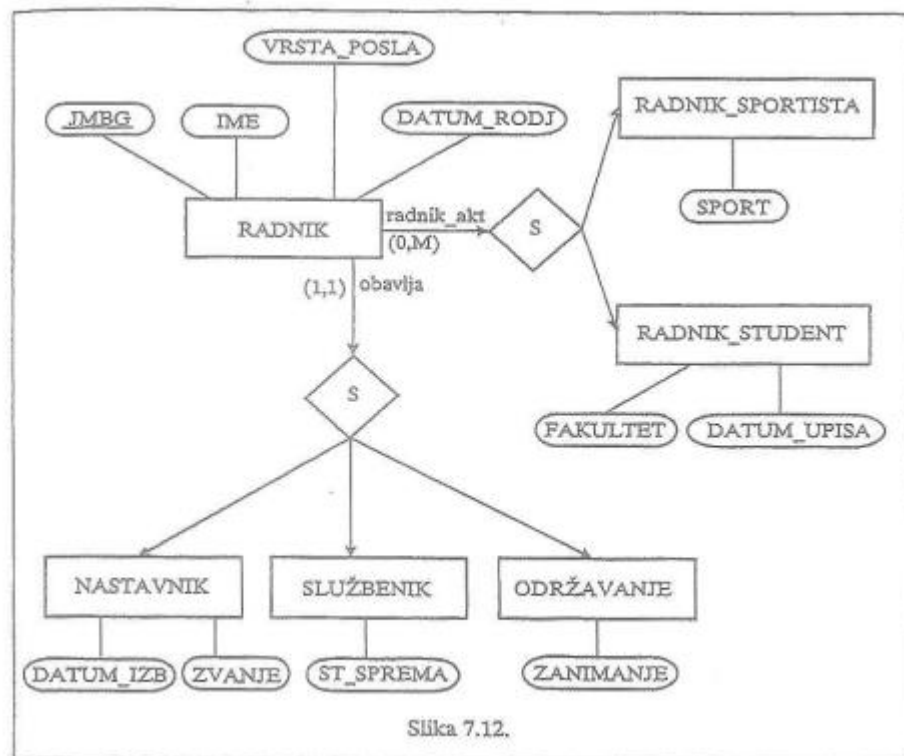 VRSTA_POSLA
JMBG
IME
DATUM_RODJ
RADNIK_SPORTISTA
SPORT
RADNIK
radnik_akt
(0,M)
S
(1,1) obavlja
RADNIK_STUDENT
FAKULTET
DATUM_UPISA
S
NASTAVNIK
SLUŽBENIK
ODRŽAVANJE
DATUM_IZB
ZVANJE
ST_SPREMA
ZANIMANJE
Slika 7.12.